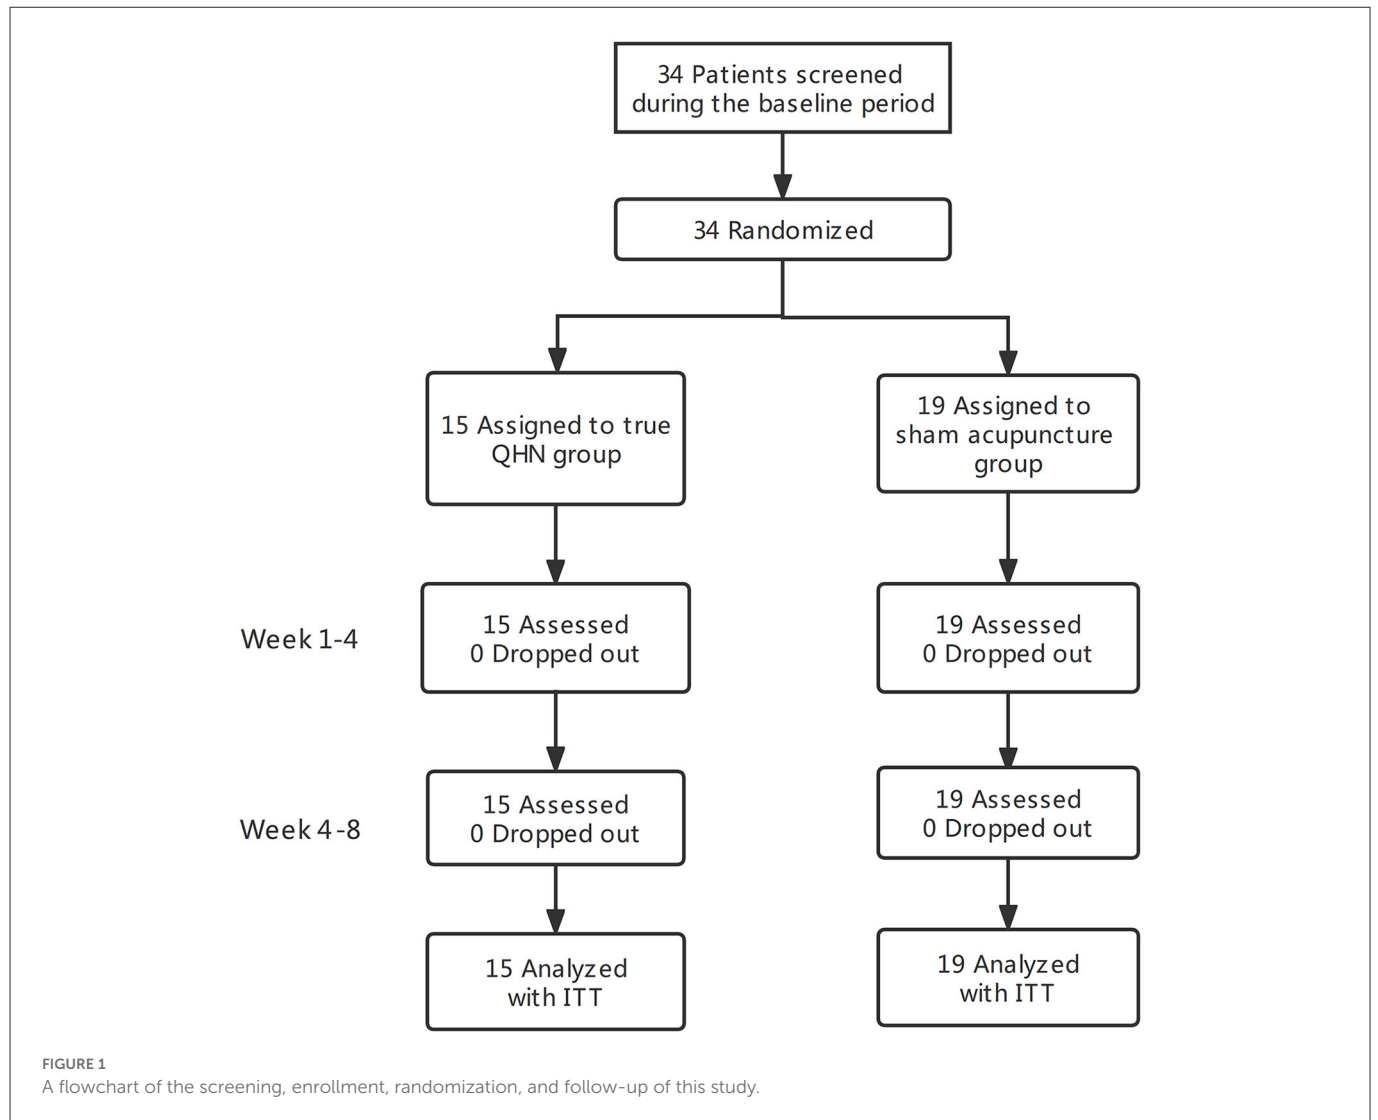 34 Patients screened
during the baseline period
34 Randomized
15 Assigned to true
QHN group
19 Assigned to
sham acupuncture
group
Week 1-4
15 Assessed
0 Dropped out
19 Assessed
0 Dropped out
Week 4-8
15 Assessed
0 Dropped out
19 Assessed
0 Dropped out
15 Analyzed
with ITT
19 Analyzed
with ITT
FIGURE 1
A flowchart of the screening, enrollment, randomization, and follow-up of this study.